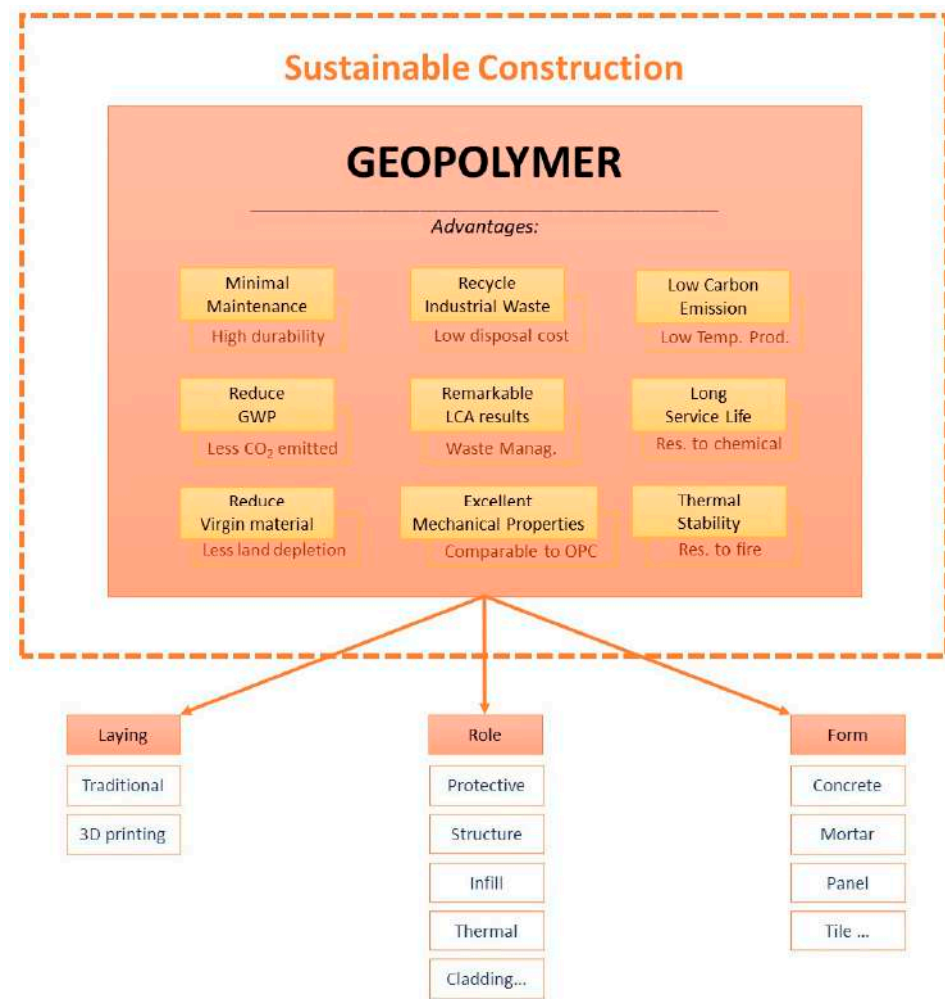 Sustainable Construction
GEOPOLYMER
Advantages:
Minimal
Maintenance
High durability
Recycle
Industrial Waste
Low disposal cost
Low Carbon
Emission
Low Temp. Prod.
Reduce
GWP
Less CO₂ emitted
Remarkable
LCA results
Waste Manag.
Long
Service Life
Res. to chemical
Reduce
Virgin material
Less land depletion
Excellent
Mechanical Properties
Comparable to OPC
Thermal
Stability
Res. to fire
Laying
Traditional
3D printing
Role
Protective
Structure
Infill
Thermal
Cladding...
Form
Concrete
Mortar
Panel
Tile ...